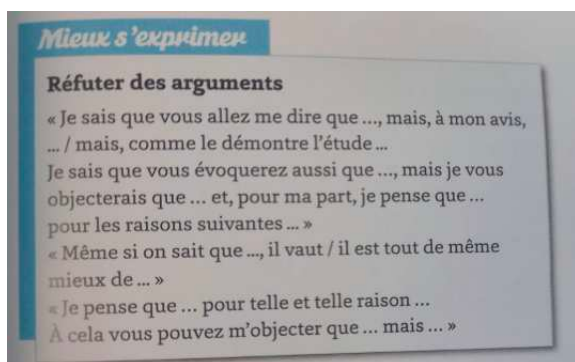 Mieux s'exprimer
Réfuter des arguments
« Je sais que vous allez me dire que ..., mais, à mon avis,
... / mais, comme le démontre l'étude ...
Je sais que vous évoquerez aussi que ..., mais je vous
objecterais que ... et, pour ma part, je pense que ...
pour les raisons suivantes ... »
« Même si on sait que ..., il vaut / il est tout de même
mieux de ... »
« Je pense que ... pour telle et telle raison ...
À cela vous pouvez m'objecter que ... mais ... »